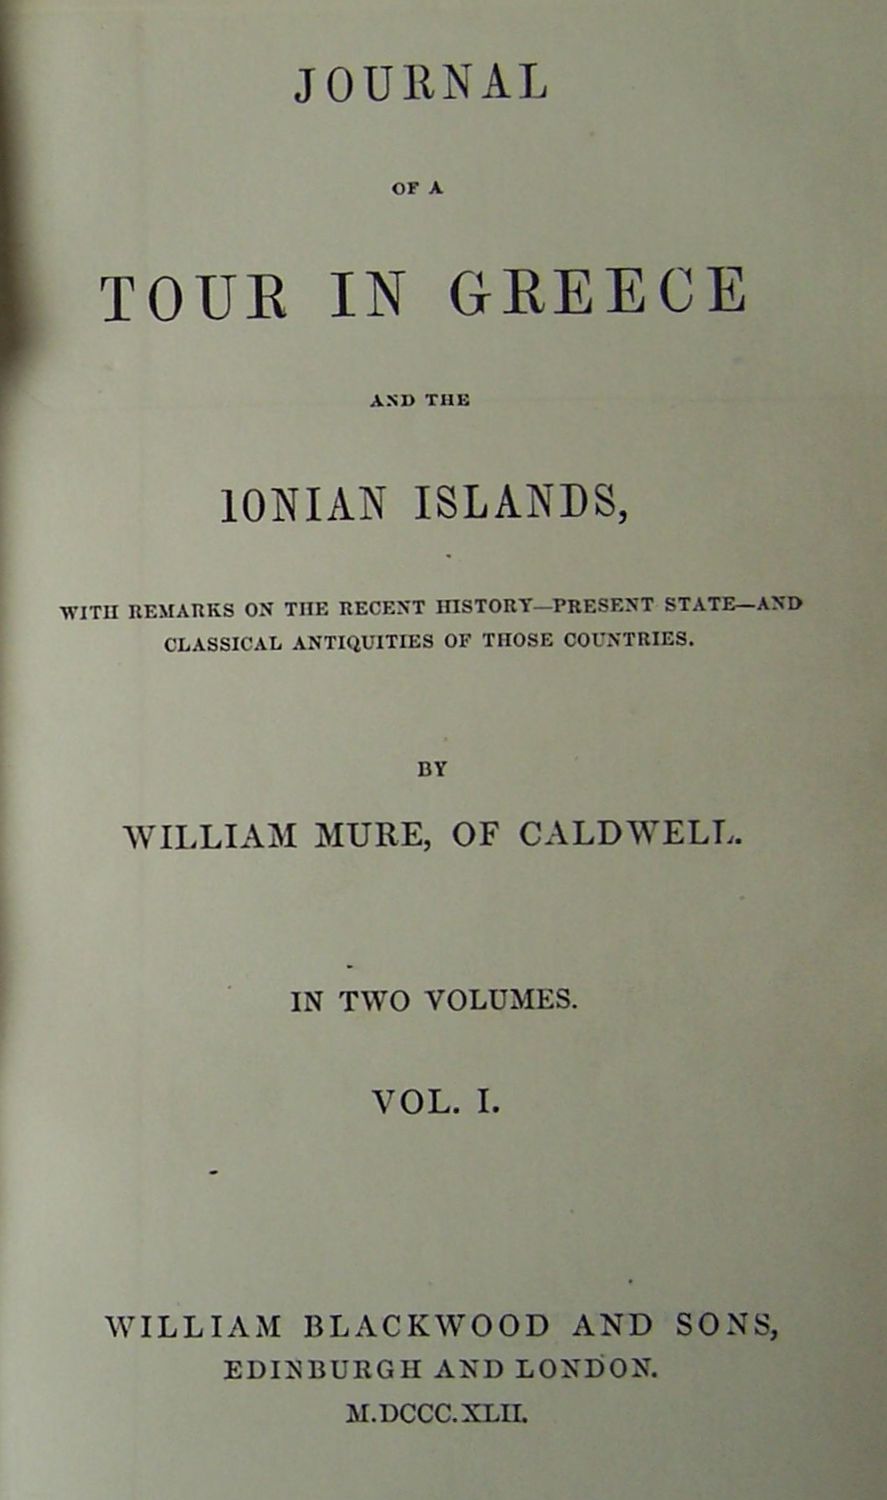 JOURNAL
OF A
TOUR IN GREECE
AND THE
IONIAN ISLANDS,
WITH REMARKS ON THE RECENT HISTORY—PRESENT STATE—AND
CLASSICAL ANTIQUITIES OF THOSE COUNTRIES.
BY
WILLIAM MURE, OF CALDWELL.
IN TWO VOLUMES.
VOL. I.
WILLIAM BLACKWOOD AND SONS,
EDINBURGH AND LONDON.
M.DCCC.XLII.